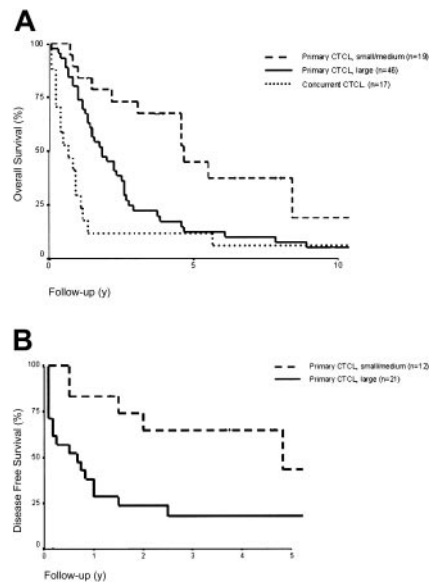 A
100
75
50
25
0
0
5
10
Overall Survival (%)
Follow-up (y)
Primary CTCL, small/medium (n=19)
Primary CTCL, large (n=46)
Concurrent CTCL. (n=17)
B
100
75
50
25
0
0
1
2
3
4
5
Disease Free Survival (%)
Follow-up (y)
Primary CTCL, small/medium (n=12)
Primary CTCL, large (n=21)